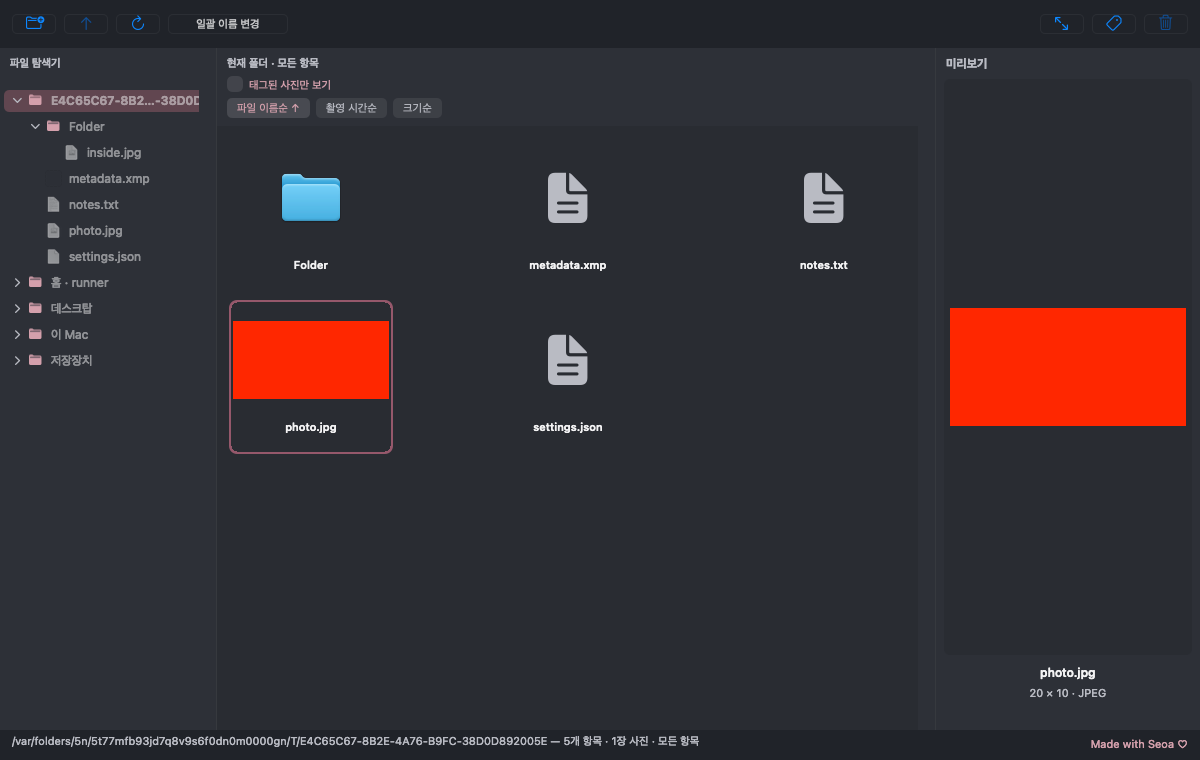 일괄 이름 변경
파일 탐색기
E4C65C67-8B2...-38D0D
Folder
inside.jpg
metadata.xmp
notes.txt
photo.jpg
settings.json
홈 · runner
데스크탑
이 Mac
저장장치
현재 폴더 · 모든 항목
태그된 사진만 보기
파일 이름순 ↑ 촬영 시간순 크기순
Folder metadata.xmp notes.txt
photo.jpg settings.json
미리보기
photo.jpg
20 × 10 · JPEG
/var/folders/5n/5t77mfb93jd7q8v9s6f0dn0m0000gn/T/E4C65C67-8B2E-4A76-B9FC-38D0D892005E — 5개 항목 · 1장 사진 · 모든 항목
Made with Seoa ♡